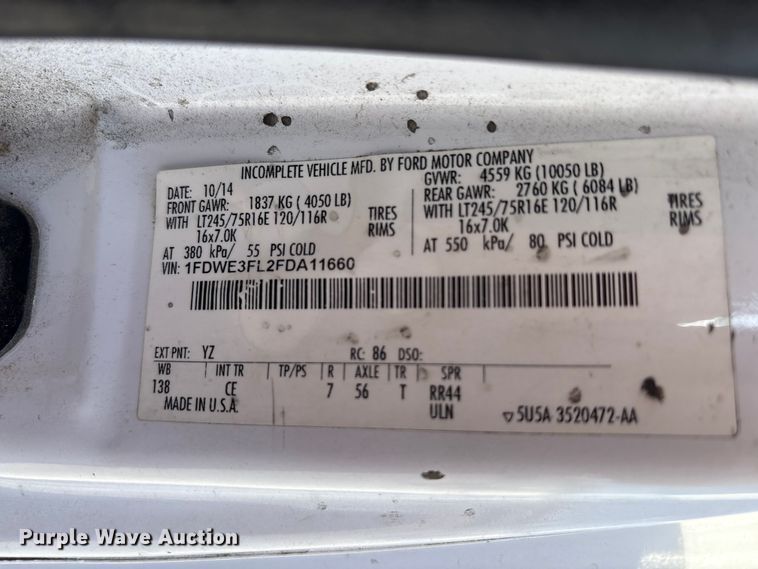 INCOMPLETE VEHICLE MFD. BY FORD MOTOR COMPANY
DATE: 10/14 GVWR: 4559 KG (10050 LB)
FRONT GAWR: 1837 KG ( 4050 LB) REAR GAWR: 2760 KG ( 6084 LB)
WITH LT245/75R16E 120/116R TIRES WITH LT245/75R16E 120/116R TIRES
16x7.0K RIMS 16x7.0K RIMS
AT 380 kPa/ 55 PSI COLD AT 550 kPa/ 80 PSI COLD
VIN: 1FDWE3FL2FDA11660
EXT PNT: YZ RC: 86 DSO:
WB INT TR TP/PS R AXLE TR SPR
138 CE 7 56 T RR44
MADE IN U.S.A. ULN ▽5U5A 3520472-AA
Purple Wave Auction